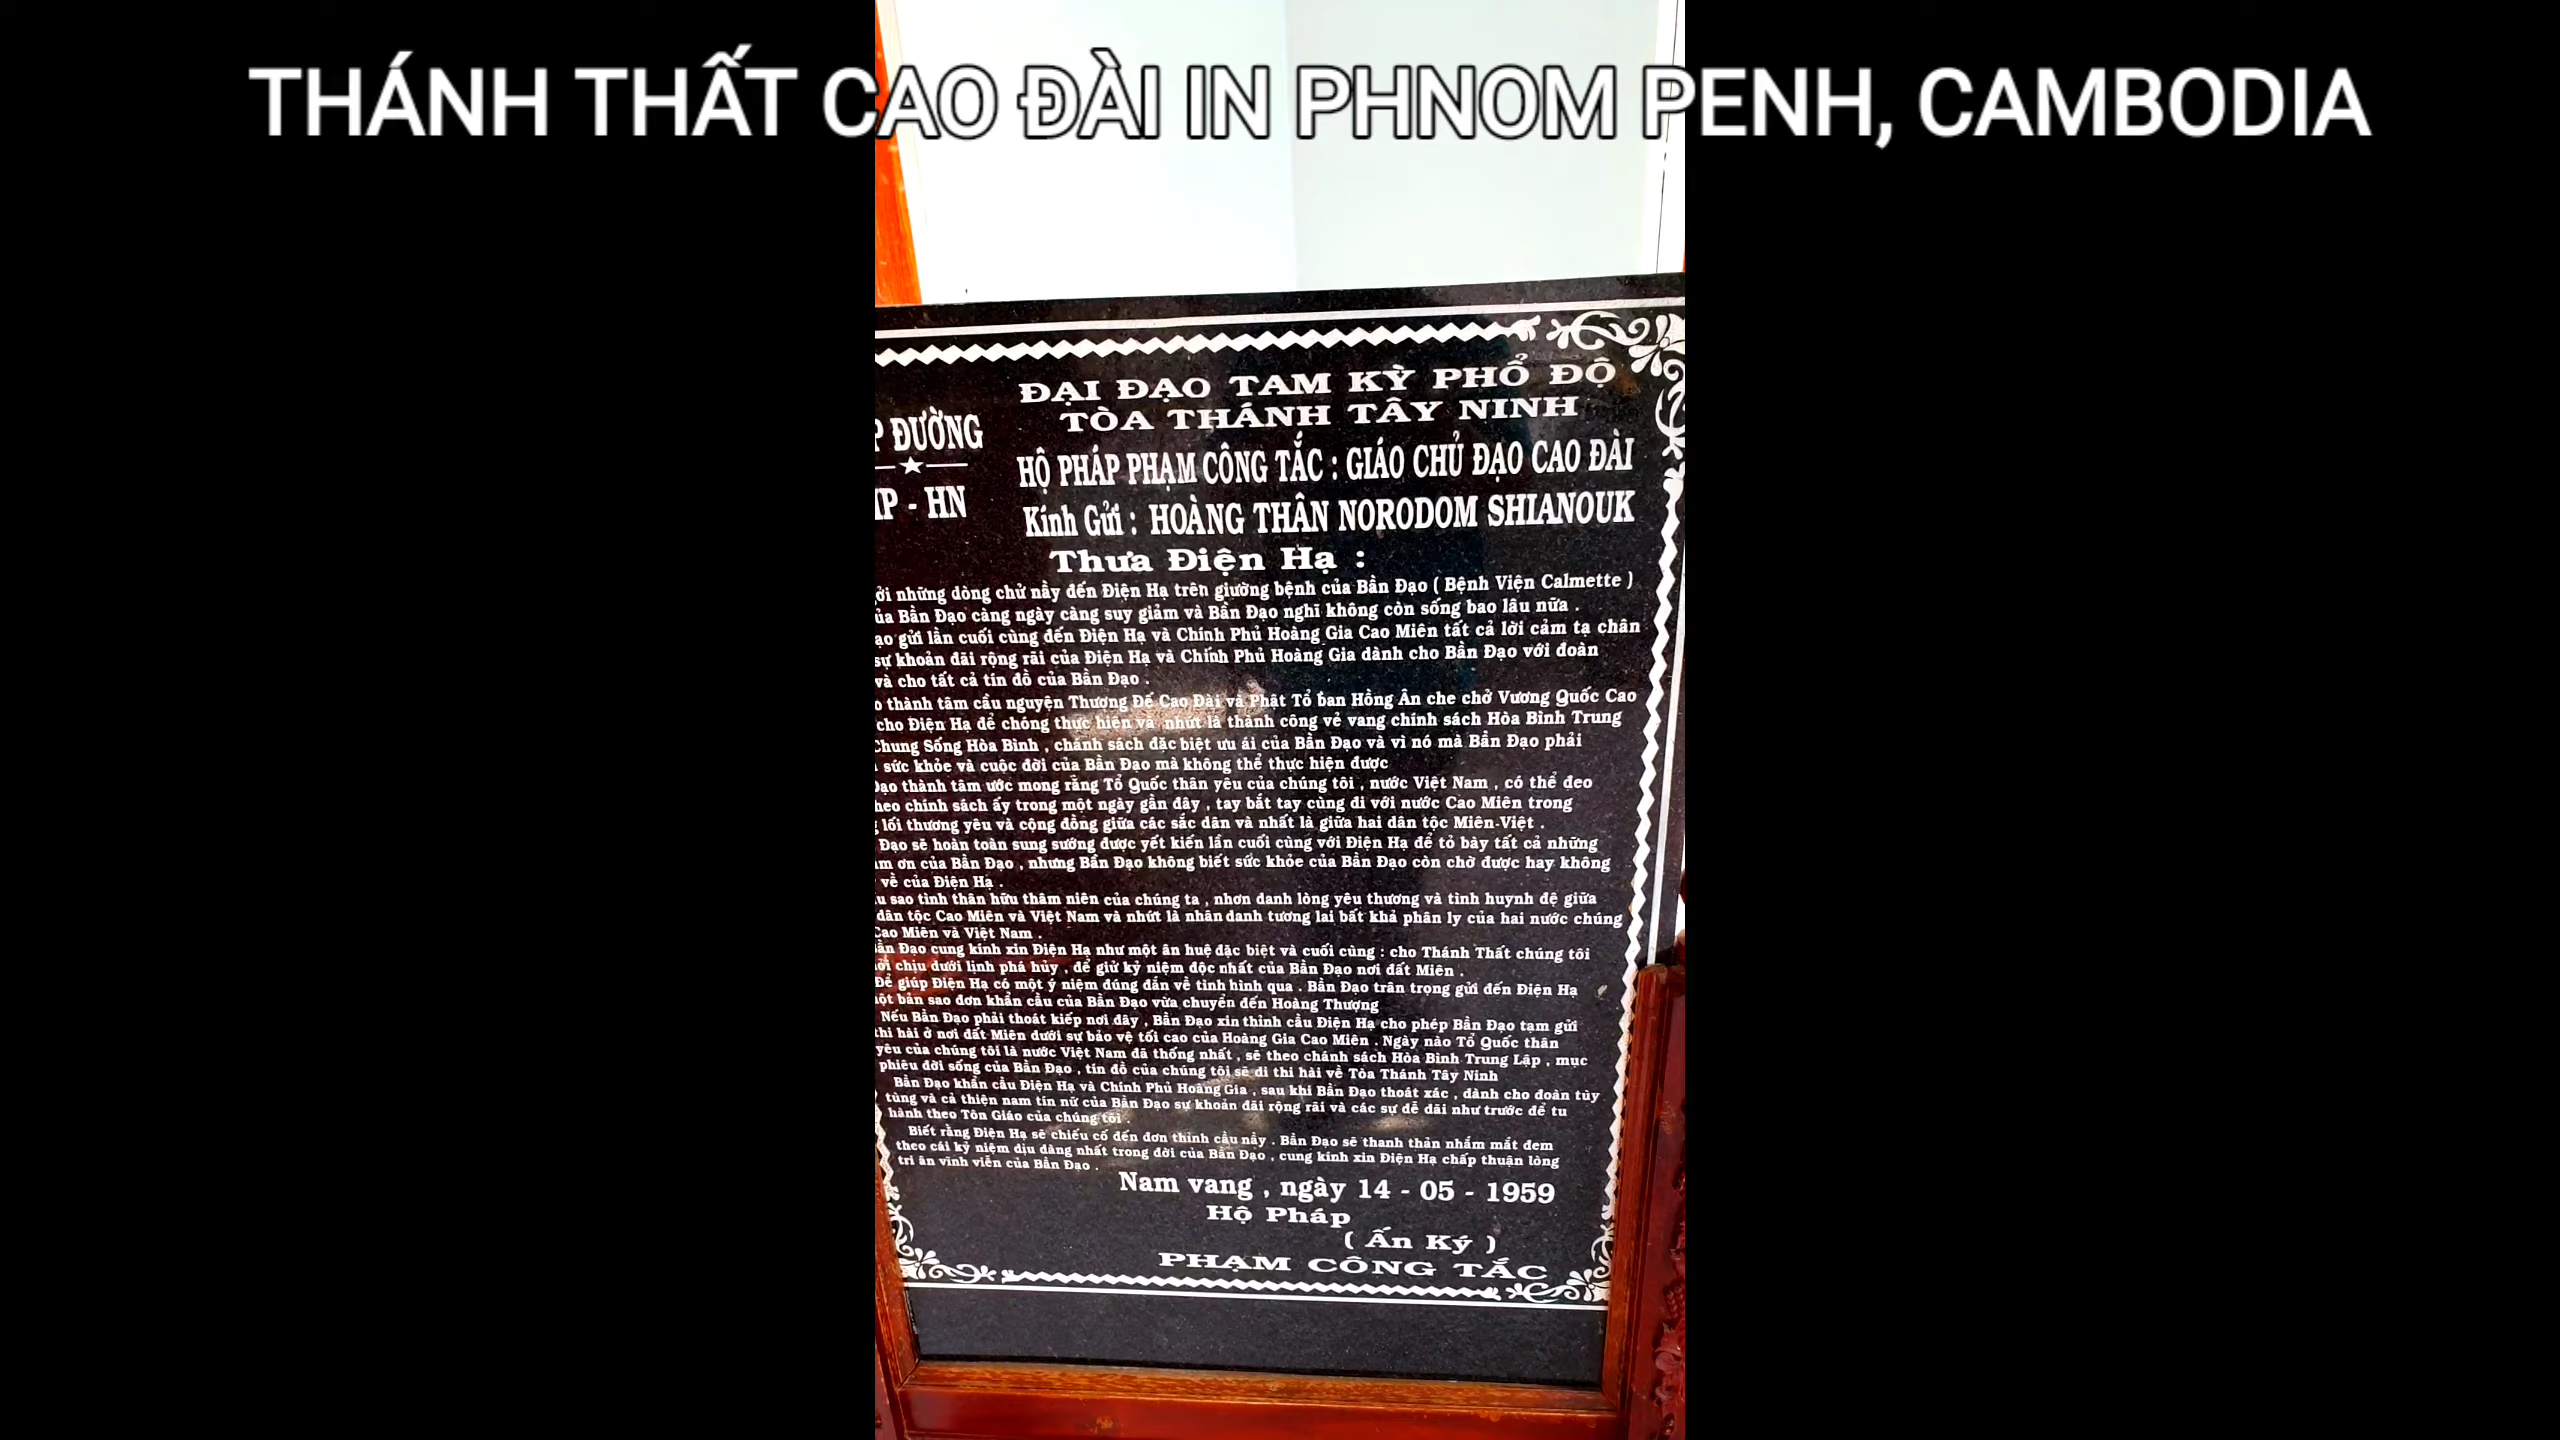 THÁNH THẤT CAO ĐÀI IN PHNOM PENH, CAMBODIA
ĐẠI ĐẠO TAM KỲ PHỔ ĐỘ
TÒA THÁNH TÂY NINH
ĐƯỜNG
HỘ PHÁP PHẠM CÔNG TẮC : GIÁO CHỦ ĐẠO CAO ĐÀI
- HN
Kính Gửi : HOÀNG THÂN NORODOM SHIANOUK
Thưa Điện Hạ :
những dòng chử nầy đến Điện Hạ trên giường bệnh của Bần Đạo ( Bệnh Viện Calmette )
Bần Đạo càng ngày càng suy giảm và Bần Đạo nghĩ không còn sống bao lâu nữa .
gửi lần cuối cùng đến Điện Hạ và Chính Phủ Hoàng Gia Cao Miên tất cả lời cảm tạ chân
sự khoản đãi rộng rãi của Điện Hạ và Chính Phủ Hoàng Gia dành cho Bần Đạo với đoàn
và cho tất cả tín đồ của Bần Đạo .
thành tâm cầu nguyện Thượng Đế Cao Đài và Phật Tổ ban Hồng Ân che chở Vương Quốc Cao
cho Điện Hạ để chóng thực hiện và nhứt là thành công vẻ vang chính sách Hòa Bình Trung
Chung Sống Hòa Bình , chánh sách đặc biệt ưu ái của Bần Đạo và vì nó mà Bần Đạo phải
sức khỏe và cuộc đời của Bần Đạo mà không thể thực hiện được
Đạo thành tâm ước mong rằng Tổ Quốc thân yêu của chúng tôi , nước Việt Nam , có thể đeo
theo chính sách ấy trong một ngày gần đây , tay bắt tay cùng đi với nước Cao Miên trong
lối thương yêu và cộng đồng giữa các sắc dân và nhất là giữa hai dân tộc Miên-Việt .
Đạo sẽ hoàn toàn sung sướng được yết kiến lần cuối cùng với Điện Hạ để tỏ bày tất cả những
ơn của Bần Đạo , nhưng Bần Đạo không biết sức khỏe của Bần Đạo còn chờ được hay không
về của Điện Hạ .
sao tình thân hữu thâm niên của chúng ta , nhơn danh lòng yêu thương và tình huynh đệ giữa
dân tộc Cao Miên và Việt Nam và nhứt là nhân danh tương lai bất khả phân ly của hai nước chúng
Cao Miên và Việt Nam .
Bần Đạo cung kính xin Điện Hạ như một ân huệ đặc biệt và cuối cùng : cho Thánh Thất chúng tôi
chịu dưới lịnh phá hủy , để giử kỷ niệm độc nhất của Bần Đạo nơi đất Miên .
Để giúp Điện Hạ có một ý niệm đúng đắn về tình hình qua . Bần Đạo trân trọng gửi đến Điện Hạ
một bản sao đơn khẩn cầu của Bần Đạo vừa chuyển đến Hoàng Thượng
Nếu Bần Đạo phải thoát kiếp nơi đây , Bần Đạo xin thỉnh cầu Điện Hạ cho phép Bần Đạo tạm gửi
thi hài ở nơi đất Miên dưới sự bảo vệ tối cao của Hoàng Gia Cao Miên . Ngày nào Tổ Quốc thân
yêu của chúng tôi là nước Việt Nam đã thống nhất , sẽ theo chánh sách Hòa Bình Trung Lập , mục
phiêu đời sống của Bần Đạo , tín đồ của chúng tôi sẽ di thi hài về Tòa Thánh Tây Ninh
Bần Đạo khẩn cầu Điện Hạ và Chính Phủ Hoàng Gia , sau khi Bần Đạo thoát xác , dành cho đoàn tùy
tùng và cả thiện nam tín nữ của Bần Đạo sự khoản đãi rộng rãi và các sự dễ dãi như trước để tu
hành theo Tôn Giáo của chúng tôi .
Biết rằng Điện Hạ sẽ chiếu cố đến đơn thỉnh cầu nầy . Bần Đạo sẽ thanh thản nhắm mắt đem
theo cái kỷ niệm dịu dàng nhất trong đời của Bần Đạo , cung kính xin Điện Hạ chấp thuận lòng
tri ân vĩnh viễn của Bần Đạo .
Nam vang , ngày 14 - 05 - 1959
Hộ Pháp
( Ấn Ký )
PHẠM CÔNG TẮC